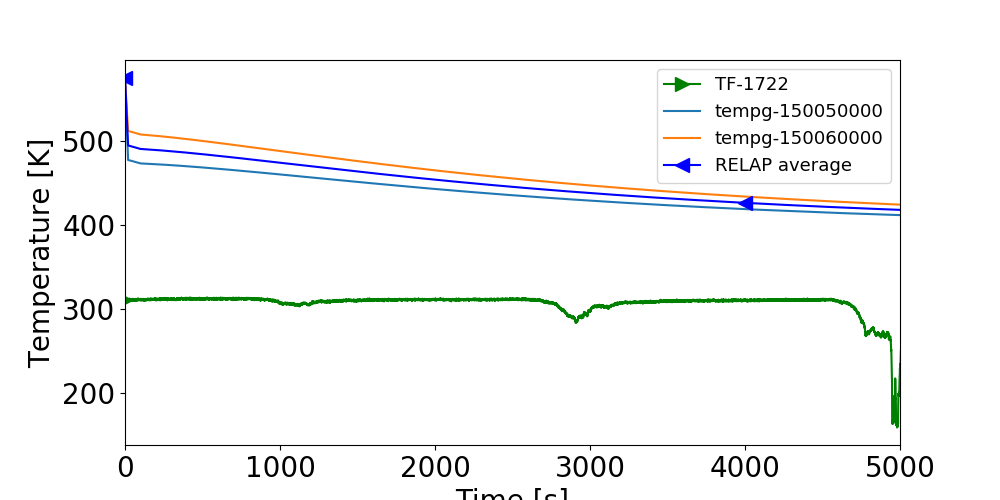 TF-1722
tempg-150050000
tempg-150060000
RELAP average
Temperature [K]
500
400
300
200
0 1000 2000 3000 4000 5000
Time [s]